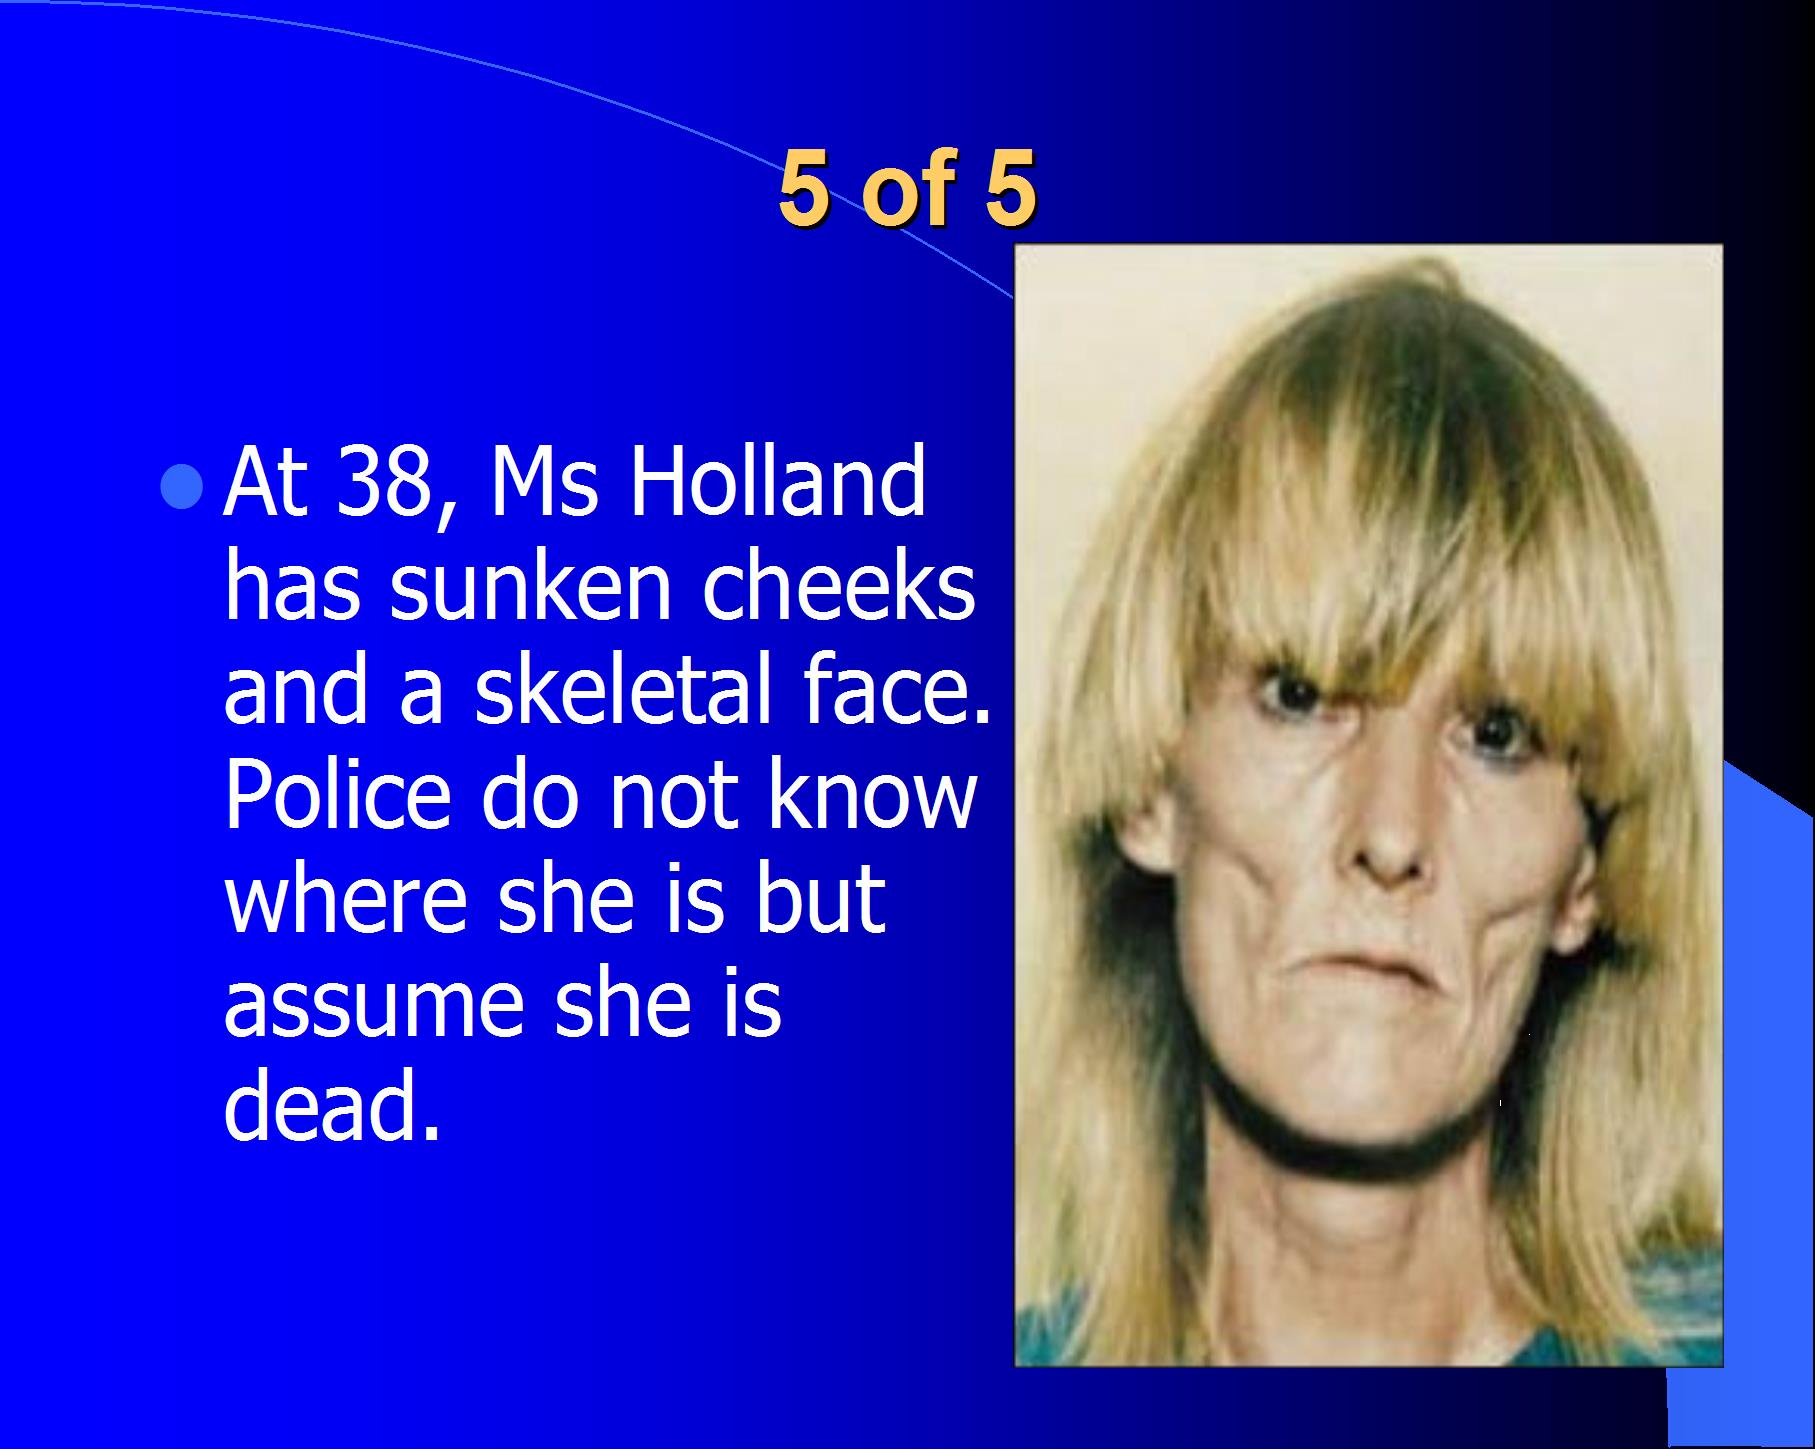 5 of 5
At 38, Ms Holland
has sunken cheeks
and a skeletal face.
Police do not know
where she is but
assume she is
dead.